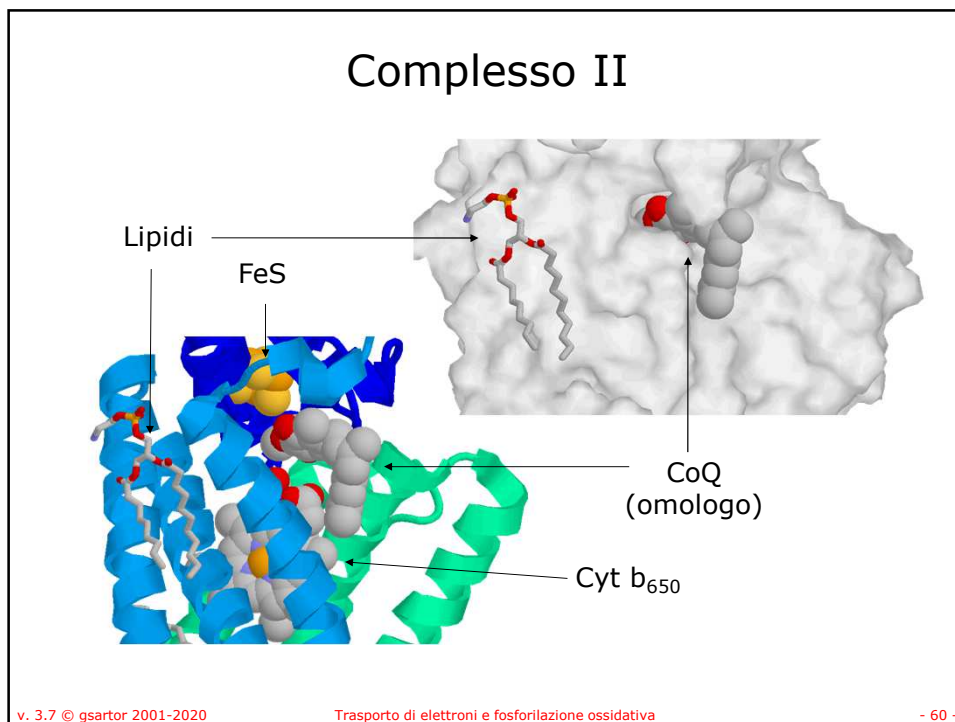 Complesso II
Lipidi
FeS
CoQ
(omologo)
Cyt b₆₅₀
v. 3.7 © gsartor 2001-2020
Trasporto di elettroni e fosforilazione ossidativa
- 60 -